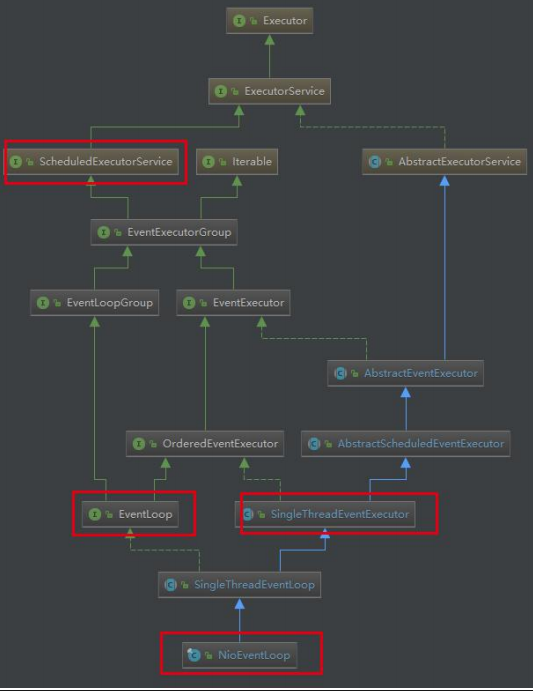 Executor
ExecutorService
ScheduledExecutorService
Iterable
AbstractExecutorService
EventExecutorGroup
EventLoopGroup
EventExecutor
AbstractEventExecutor
OrderedEventExecutor
AbstractScheduledEventExecutor
EventLoop
SingleThreadEventExecutor
SingleThreadEventLoop
NioEventLoop